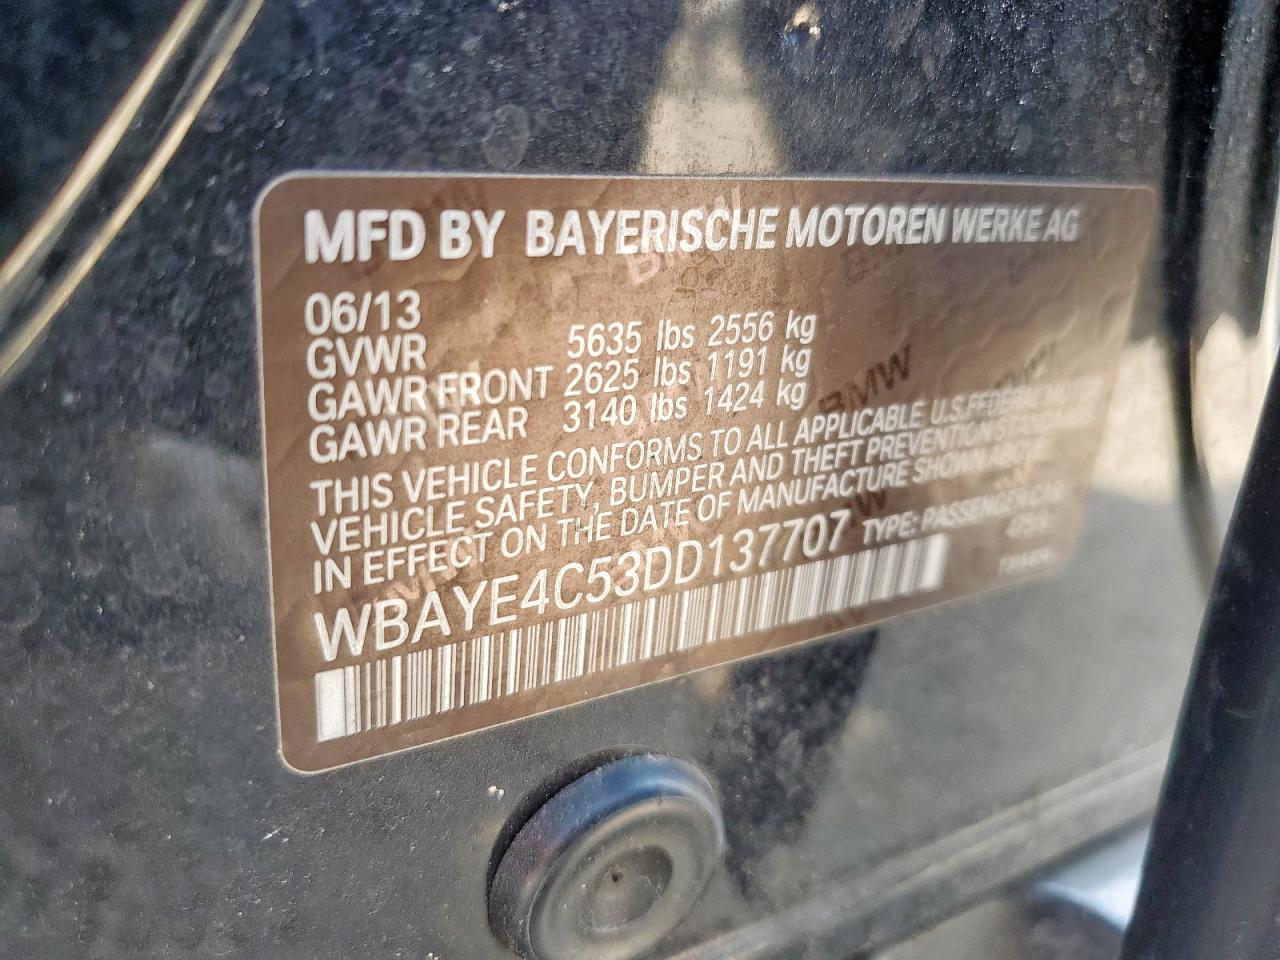 MFD BY BAYERISCHE MOTOREN WERKE AG
06/13
GVWR 5635 lbs 2556 kg
GAWR FRONT 2625 lbs 1191 kg
GAWR REAR 3140 lbs 1424 kg
THIS VEHICLE CONFORMS TO ALL APPLICABLE U.S.FEDERAL MOTOR
VEHICLE SAFETY, BUMPER AND THEFT PREVENTION STANDARDS
IN EFFECT ON THE DATE OF MANUFACTURE SHOWN ABOVE
WBAYE4C53DD137707 TYPE: PASSENGER CAR